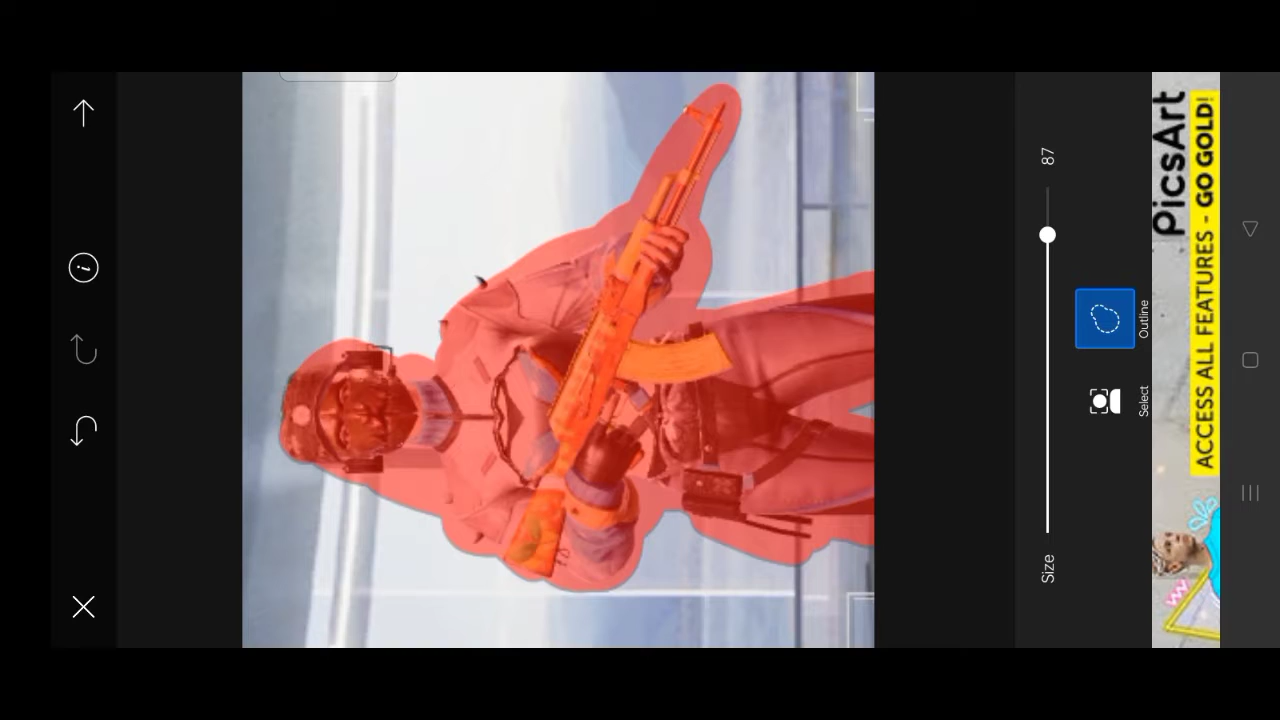 87
Size
Outline
Select
PicsArt
ACCESS ALL FEATURES - GO GOLD!